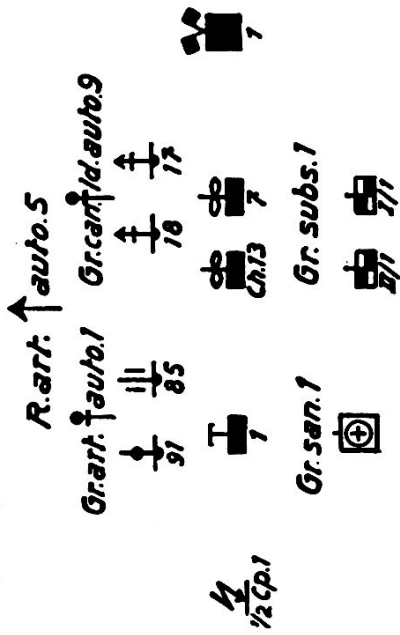 R.art. auto.5
Gr.art. auto.1 Gr.can.ld.auto.9
91 85 18 17
1/2 Cp.1 1 Ch.13 7 1
Gr.san.1 Gr. subs.1
II/1 I/1